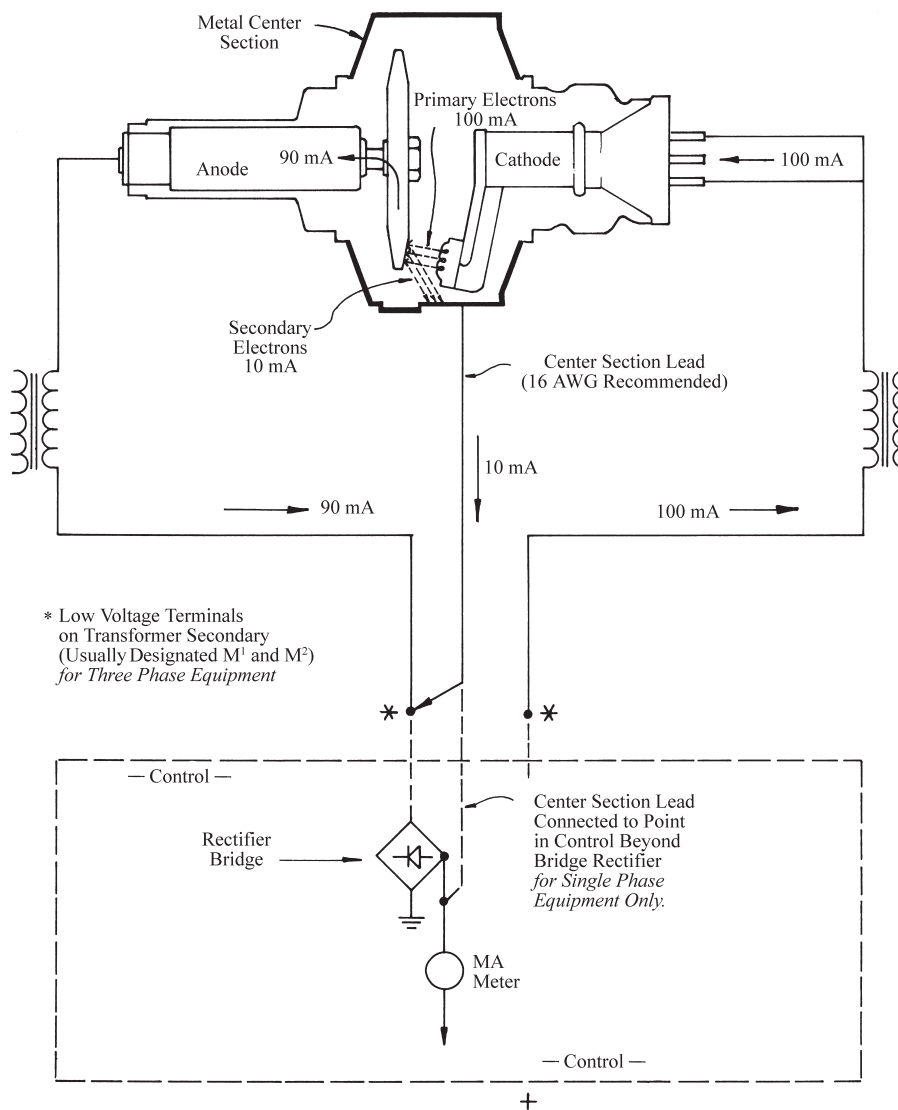 Metal Center
Section
Primary Electrons
100 mA
90 mA
Anode
Cathode
100 mA
Secondary
Electrons
10 mA
Center Section Lead
(16 AWG Recommended)
10 mA
90 mA
100 mA
* Low Voltage Terminals
on Transformer Secondary
(Usually Designated M¹ and M²)
for Three Phase Equipment
*
*
— Control —
Rectifier
Bridge
Center Section Lead
Connected to Point
in Control Beyond
Bridge Rectifier
for Single Phase
Equipment Only.
MA
Meter
— Control —
+